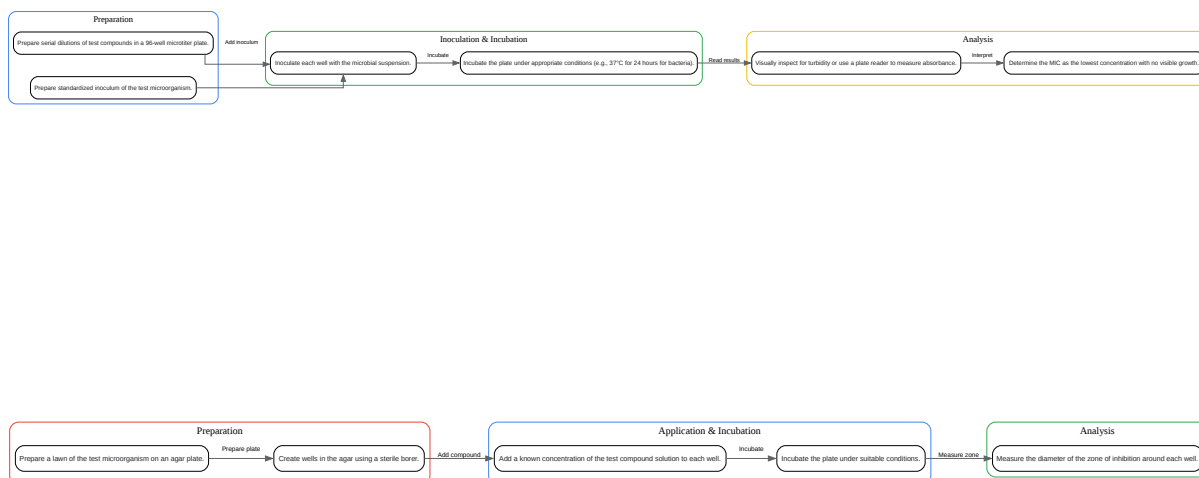 Preparation
Prepare serial dilutions of test compounds in a 96-well microtiter plate.
Prepare standardized inoculum of the test microorganism.
Add inoculum
Inoculation & Incubation
Inoculate each well with the microbial suspension.
Incubate
Incubate the plate under appropriate conditions (e.g., 37°C for 24 hours for bacteria).
Read results
Analysis
Visually inspect for turbidity or use a plate reader to measure absorbance.
Interpret
Determine the MIC as the lowest concentration with no visible growth.
Preparation
Prepare a lawn of the test microorganism on an agar plate.
Prepare plate
Create wells in the agar using a sterile borer.
Add compound
Application & Incubation
Add a known concentration of the test compound solution to each well.
Incubate
Incubate the plate under suitable conditions.
Measure zone
Analysis
Measure the diameter of the zone of inhibition around each well.